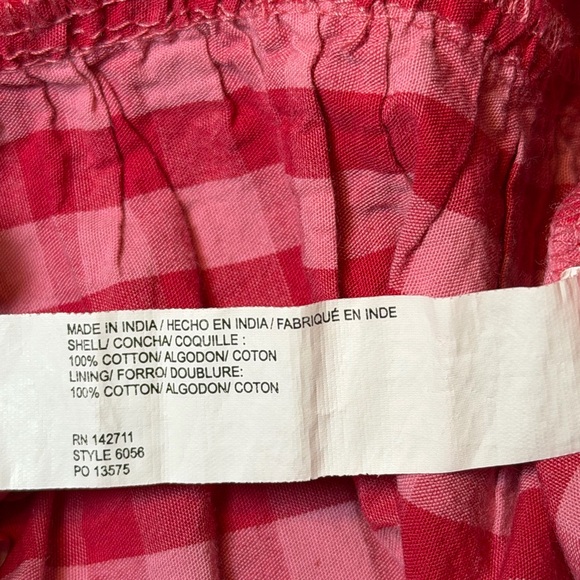 MADE IN INDIA / HECHO EN INDIA / FABRIQUÉ EN INDE
SHELL/ CONCHA/ COQUILLE :
100% COTTON/ ALGODON/ COTON
LINING/ FORRO/ DOUBLURE:
100% COTTON/ ALGODON/ COTON
RN 142711
STYLE 6056
PO 13575